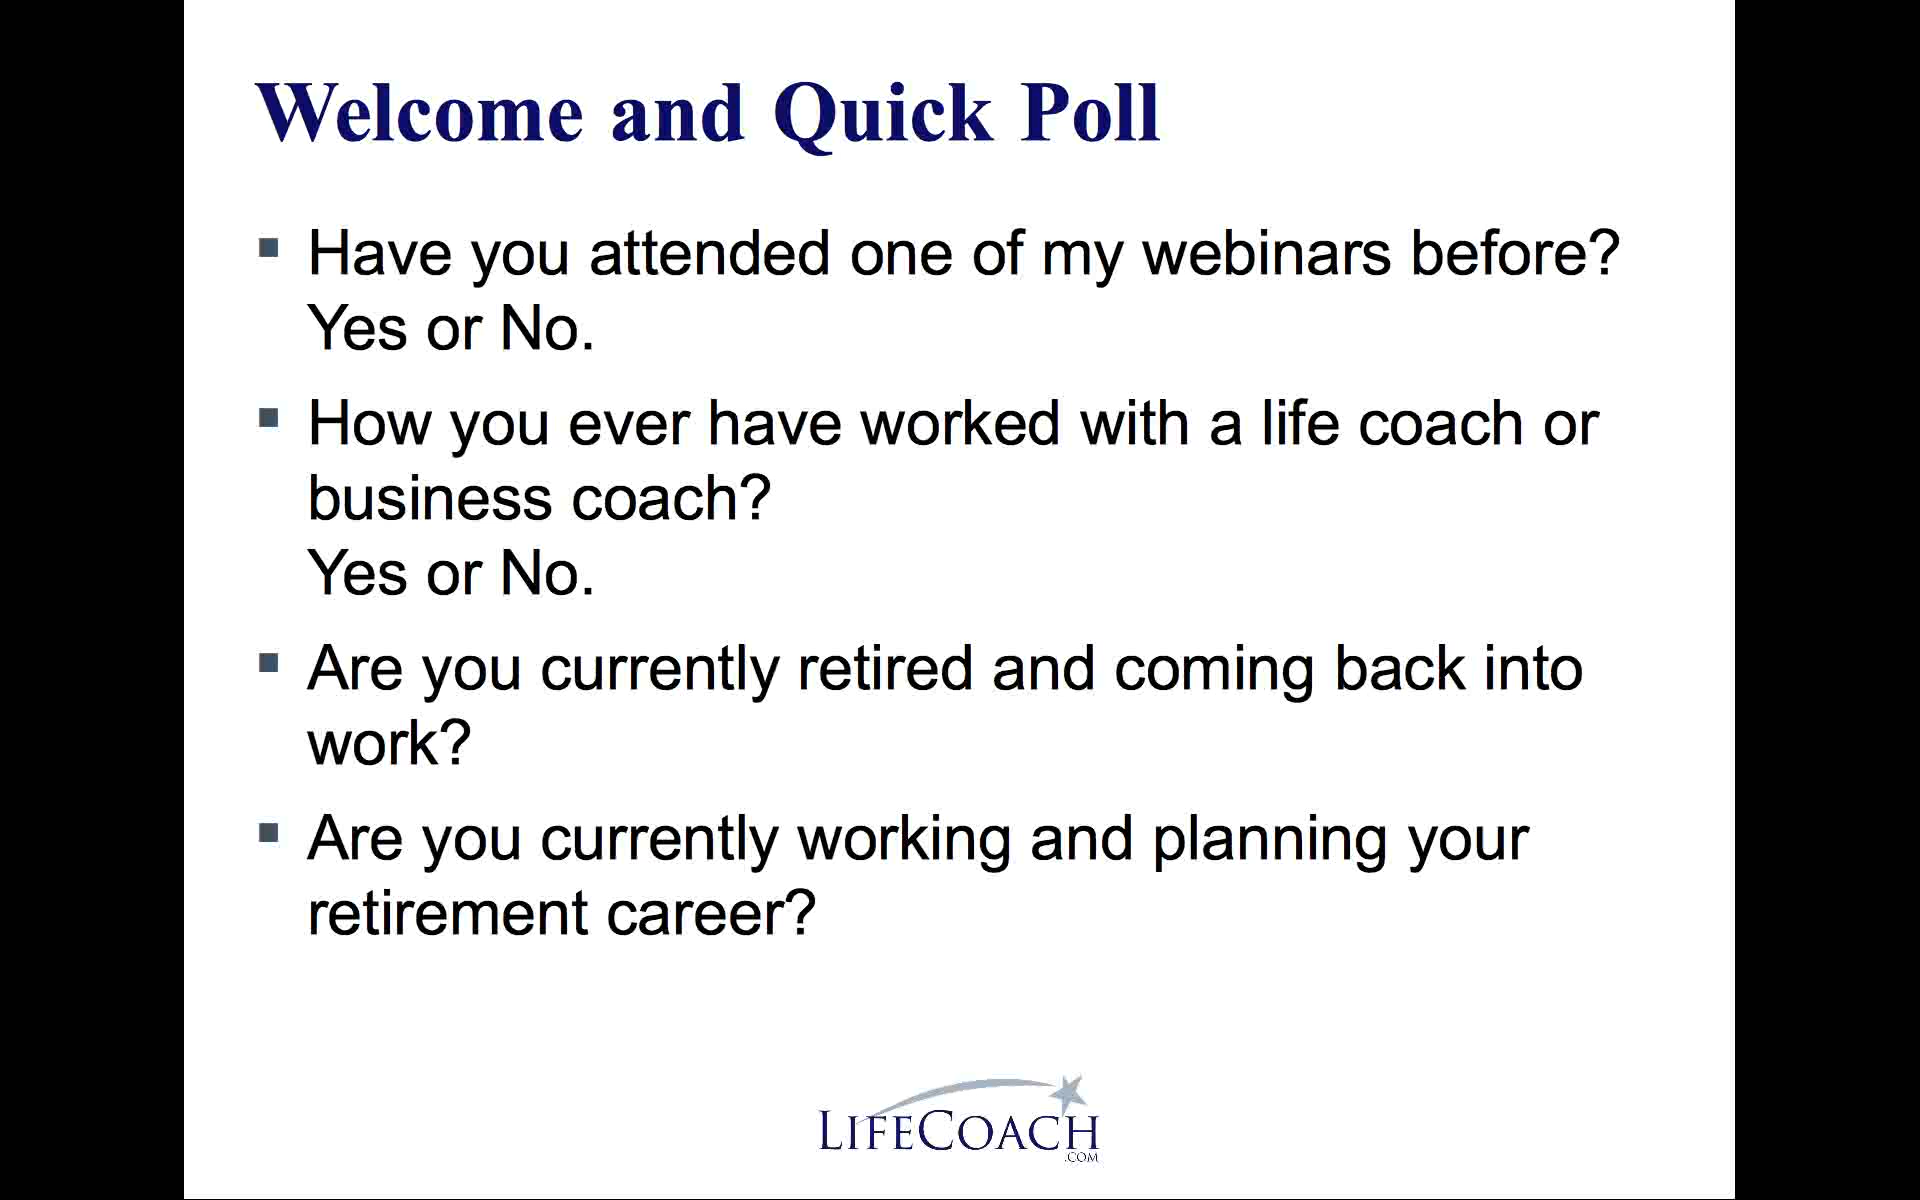 Welcome and Quick Poll
Have you attended one of my webinars before?
Yes or No.
How you ever have worked with a life coach or
business coach?
Yes or No.
Are you currently retired and coming back into
work?
Are you currently working and planning your
retirement career?
LIFECOACH
.COM